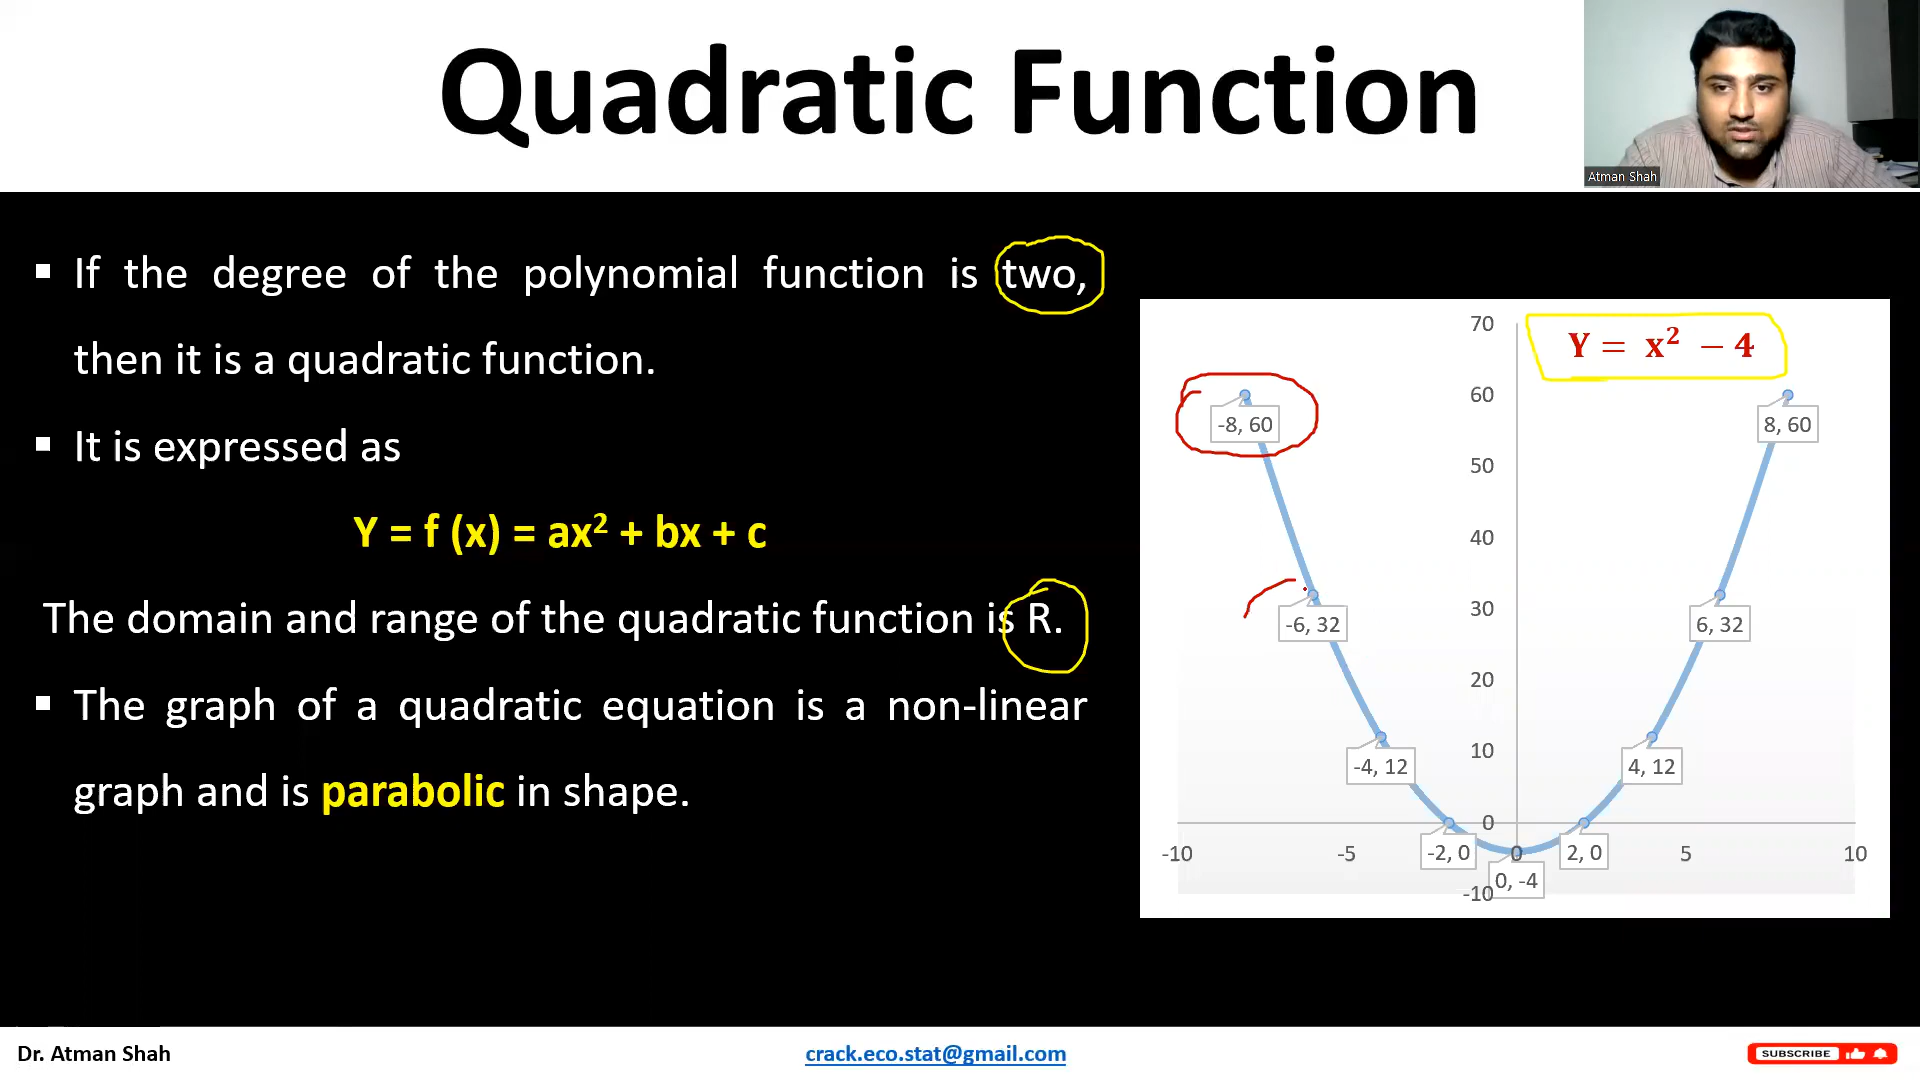 Quadratic Function
Atman Shah
▪ If the degree of the polynomial function is two,
then it is a quadratic function.
▪ It is expressed as
Y = f (x) = ax² + bx + c
The domain and range of the quadratic function is R.
▪ The graph of a quadratic equation is a non-linear
graph and is parabolic in shape.
Y = x² − 4
70
60
50
40
30
20
10
0
-10
-10
-5
0
5
10
-8, 60
8, 60
-6, 32
6, 32
-4, 12
4, 12
-2, 0
2, 0
0, -4
Dr. Atman Shah
crack.eco.stat@gmail.com
SUBSCRIBE